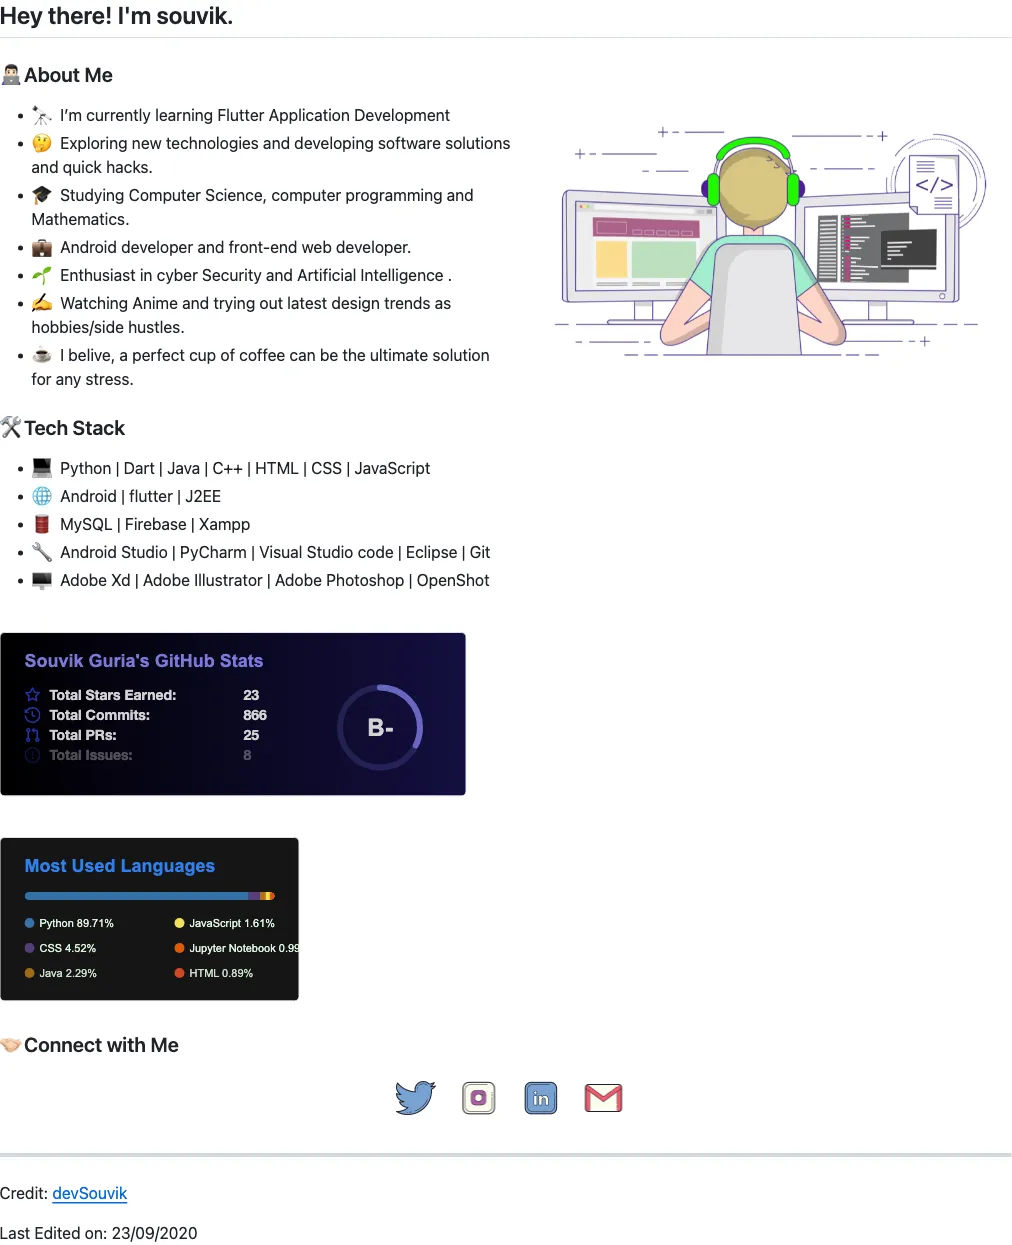 Hey there! I'm souvik.
👨🏻‍💻 About Me
• 🔭 I’m currently learning Flutter Application Development
• 🤔 Exploring new technologies and developing software solutions
and quick hacks.
• 🎓 Studying Computer Science, computer programming and
Mathematics.
• 💼 Android developer and front-end web developer.
• 🌱 Enthusiast in cyber Security and Artificial Intelligence .
• ✍️ Watching Anime and trying out latest design trends as
hobbies/side hustles.
• ☕ I belive, a perfect cup of coffee can be the ultimate solution
for any stress.
</>
🛠 Tech Stack
• 💻 Python | Dart | Java | C++ | HTML | CSS | JavaScript
• 🌐 Android | flutter | J2EE
• 🛢 MySQL | Firebase | Xampp
• 🔧 Android Studio | PyCharm | Visual Studio code | Eclipse | Git
• 🖥 Adobe Xd | Adobe Illustrator | Adobe Photoshop | OpenShot
Souvik Guria's GitHub Stats
Total Stars Earned: 23
Total Commits: 866
Total PRs: 25
Total Issues: 8
B-
Most Used Languages
Python 89.71% JavaScript 1.61%
CSS 4.52% Jupyter Notebook 0.99
Java 2.29% HTML 0.89%
🤝🏻 Connect with Me
in
Credit: devSouvik
Last Edited on: 23/09/2020